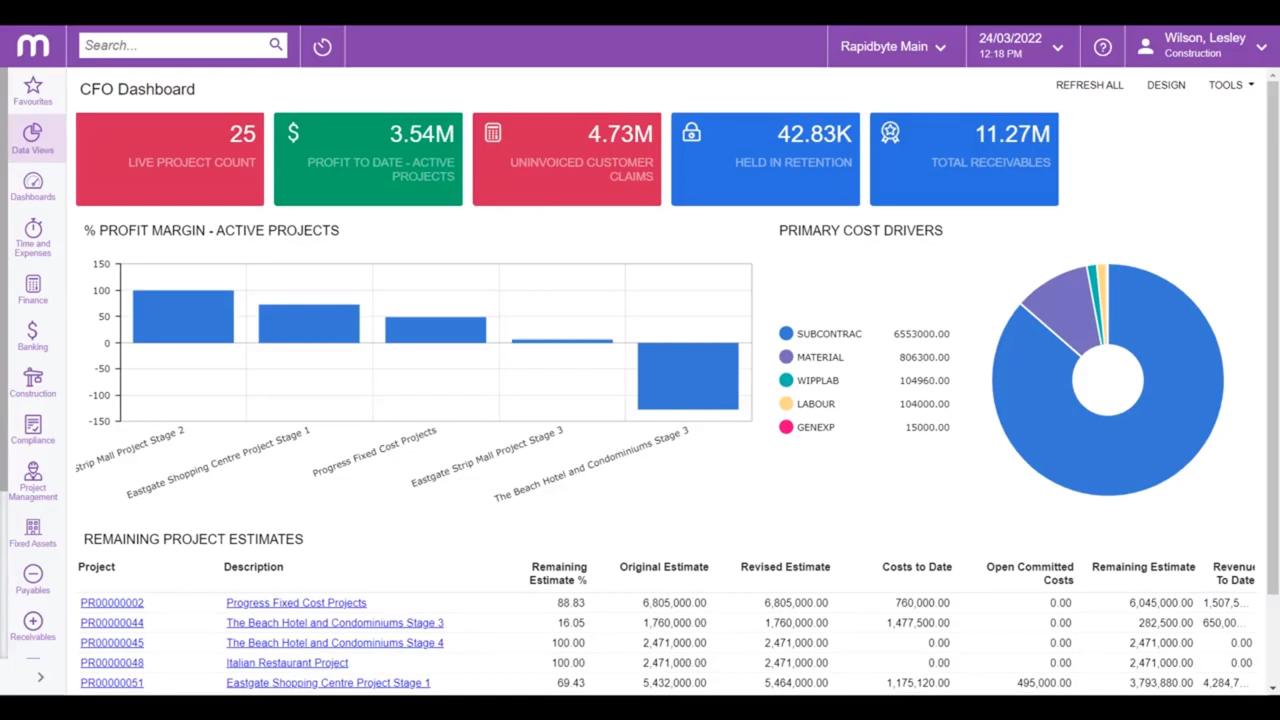 m
Search...
Rapidbyte Main
24/03/2022
12:18 PM
Wilson, Lesley
Construction
Favourites
Data Views
Dashboards
Time and
Expenses
Finance
Banking
Construction
Compliance
Project
Management
Fixed Assets
Payables
Receivables
CFO Dashboard
REFRESH ALL DESIGN TOOLS
25
LIVE PROJECT COUNT
$ 3.54M
PROFIT TO DATE - ACTIVE
PROJECTS
4.73M
UNINVOICED CUSTOMER
CLAIMS
42.83K
HELD IN RETENTION
11.27M
TOTAL RECEIVABLES
% PROFIT MARGIN - ACTIVE PROJECTS
150
100
50
0
-50
-100
-150
Strip Mall Project Stage 2
Eastgate Shopping Centre Project Stage 1
Progress Fixed Cost Projects
Eastgate Strip Mall Project Stage 3
The Beach Hotel and Condominiums Stage 3
PRIMARY COST DRIVERS
SUBCONTRAC 6553000.00
MATERIAL 806300.00
WIPPLAB 104960.00
LABOUR 104000.00
GENEXP 15000.00
REMAINING PROJECT ESTIMATES
Project Description Remaining Estimate % Original Estimate Revised Estimate Costs to Date Open Committed Costs Remaining Estimate Revenue To Date
PR00000002 Progress Fixed Cost Projects 88.83 6,805,000.00 6,805,000.00 760,000.00 0.00 6,045,000.00 1,507,5...
PR00000044 The Beach Hotel and Condominiums Stage 3 16.05 1,760,000.00 1,760,000.00 1,477,500.00 0.00 282,500.00 650,00...
PR00000045 The Beach Hotel and Condominiums Stage 4 100.00 2,471,000.00 2,471,000.00 0.00 0.00 2,471,000.00 0.00
PR00000048 Italian Restaurant Project 100.00 2,471,000.00 2,471,000.00 0.00 0.00 2,471,000.00 0.00
PR00000051 Eastgate Shopping Centre Project Stage 1 69.43 5,432,000.00 5,464,000.00 1,175,120.00 495,000.00 3,793,880.00 4,284,7...